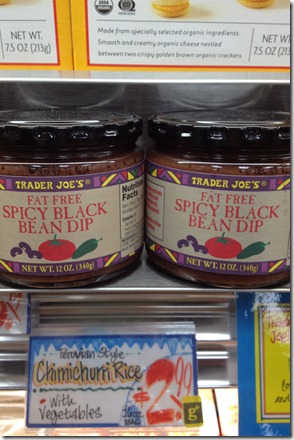 NET WT.
7.5 OZ (213g)
Made from specially selected organic ingredients.
Smooth and creamy organic cheese nestled
between two crispy golden brown organic crackers.
NET WT
7.5 OZ (
TRADER JOE'S®
FAT FREE
SPICY BLACK
BEAN DIP
NET WT. 12 OZ (340g)
Nutrition
Facts
TRADER JOE'S®
FAT FREE
SPICY BLACK
BEAN DIP
NET WT. 12 OZ. (340g)
Peruvian Style
Chimichurri Rice
with
Vegetables
$2.99
g